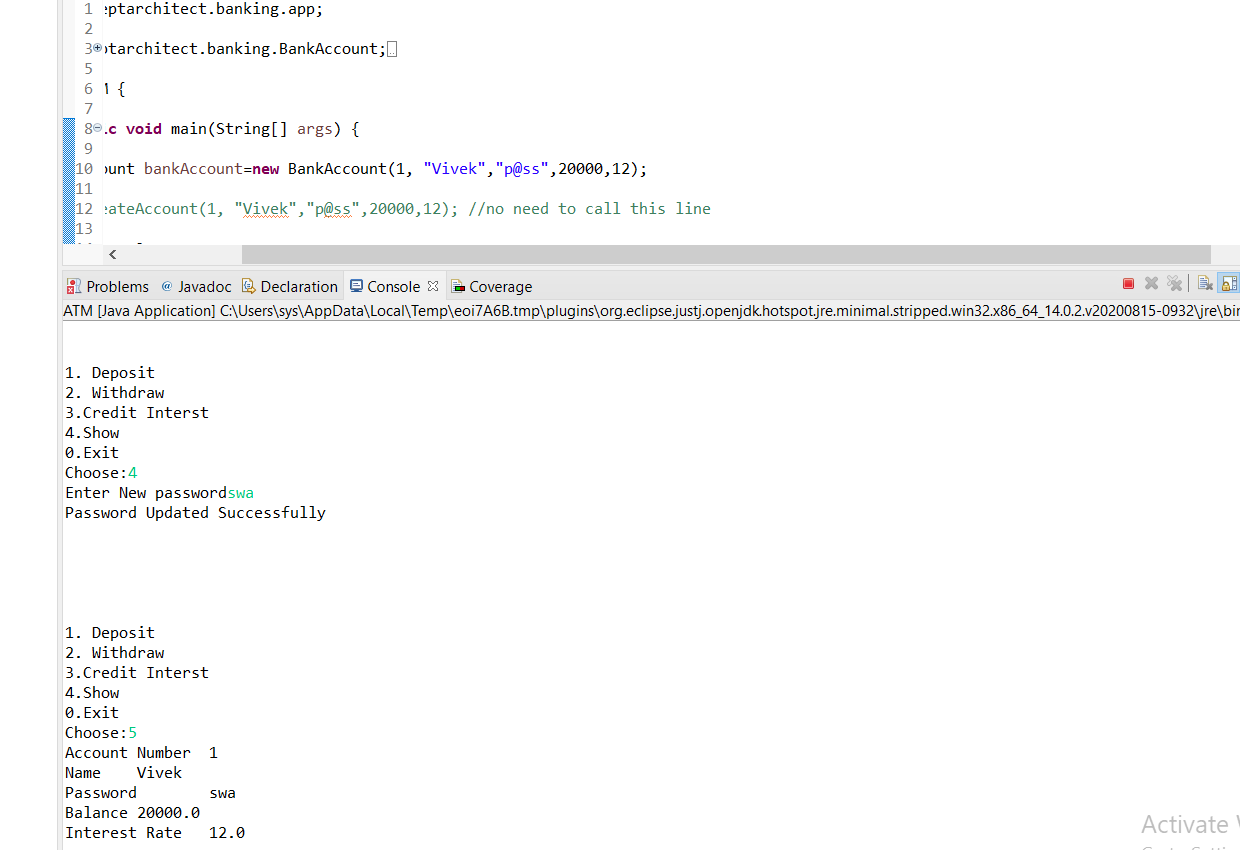 1 eptarchitect.banking.app;
2
3 otarchitect.banking.BankAccount;
5
6 {
7
8 .c void main(String[] args) {
9
10 ount bankAccount=new BankAccount(1, "Vivek","p@ss",20000,12);
11
12 eateAccount(1, "Vivek","p@ss",20000,12); //no need to call this line
13
Problems @ Javadoc Declaration Console Coverage
ATM [Java Application] C:\Users\sys\AppData\Local\Temp\eoi7A6B.tmp\plugins\org.eclipse.justj.openjdk.hotspot.jre.minimal.stripped.win32.x86_64_14.0.2.v20200815-0932\jre\bin
1. Deposit
2. Withdraw
3.Credit Interst
4.Show
0.Exit
Choose:4
Enter New passwordswa
Password Updated Successfully
1. Deposit
2. Withdraw
3.Credit Interst
4.Show
0.Exit
Choose:5
Account Number 1
Name Vivek
Password swa
Balance 20000.0
Interest Rate 12.0
Activate